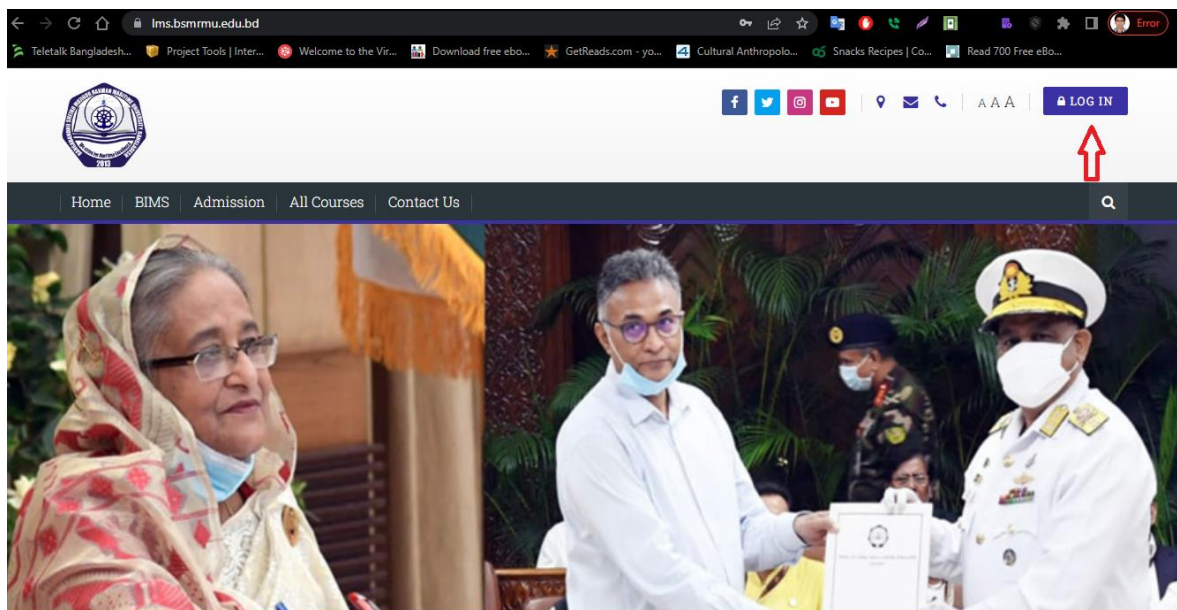 lms.bsmrmu.edu.bd
Error
Teletalk Bangladesh... Project Tools | Inter... Welcome to the Vir... Download free ebo... GetReads.com - yo... Cultural Anthropolo... Snacks Recipes | Co... Read 700 Free eBo...
A A A LOG IN
2013
Home BIMS Admission All Courses Contact Us